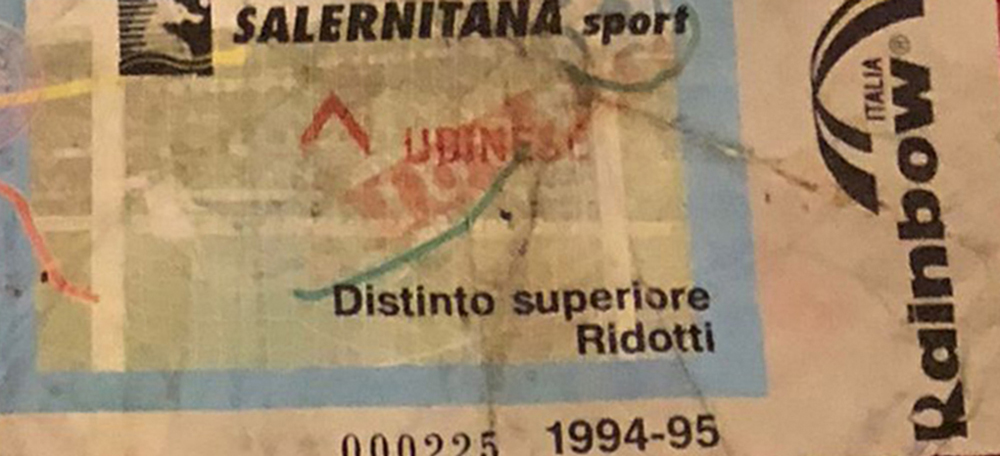 SALERNITANA sport
UDINESE
Distinto superiore
Ridotti
000225 1994-95
Rainbow®
ITALIA